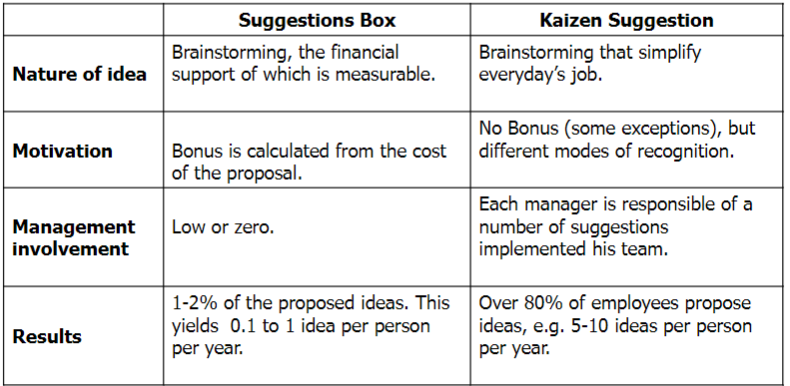 Suggestions Box
Kaizen Suggestion
Nature of idea
Brainstorming, the financial
support of which is measurable.
Brainstorming that simplify
everyday's job.
Motivation
Bonus is calculated from the cost
of the proposal.
No Bonus (some exceptions), but
different modes of recognition.
Management
involvement
Low or zero.
Each manager is responsible of a
number of suggestions
implemented his team.
Results
1-2% of the proposed ideas. This
yields 0.1 to 1 idea per person
per year.
Over 80% of employees propose
ideas, e.g. 5-10 ideas per person
per year.